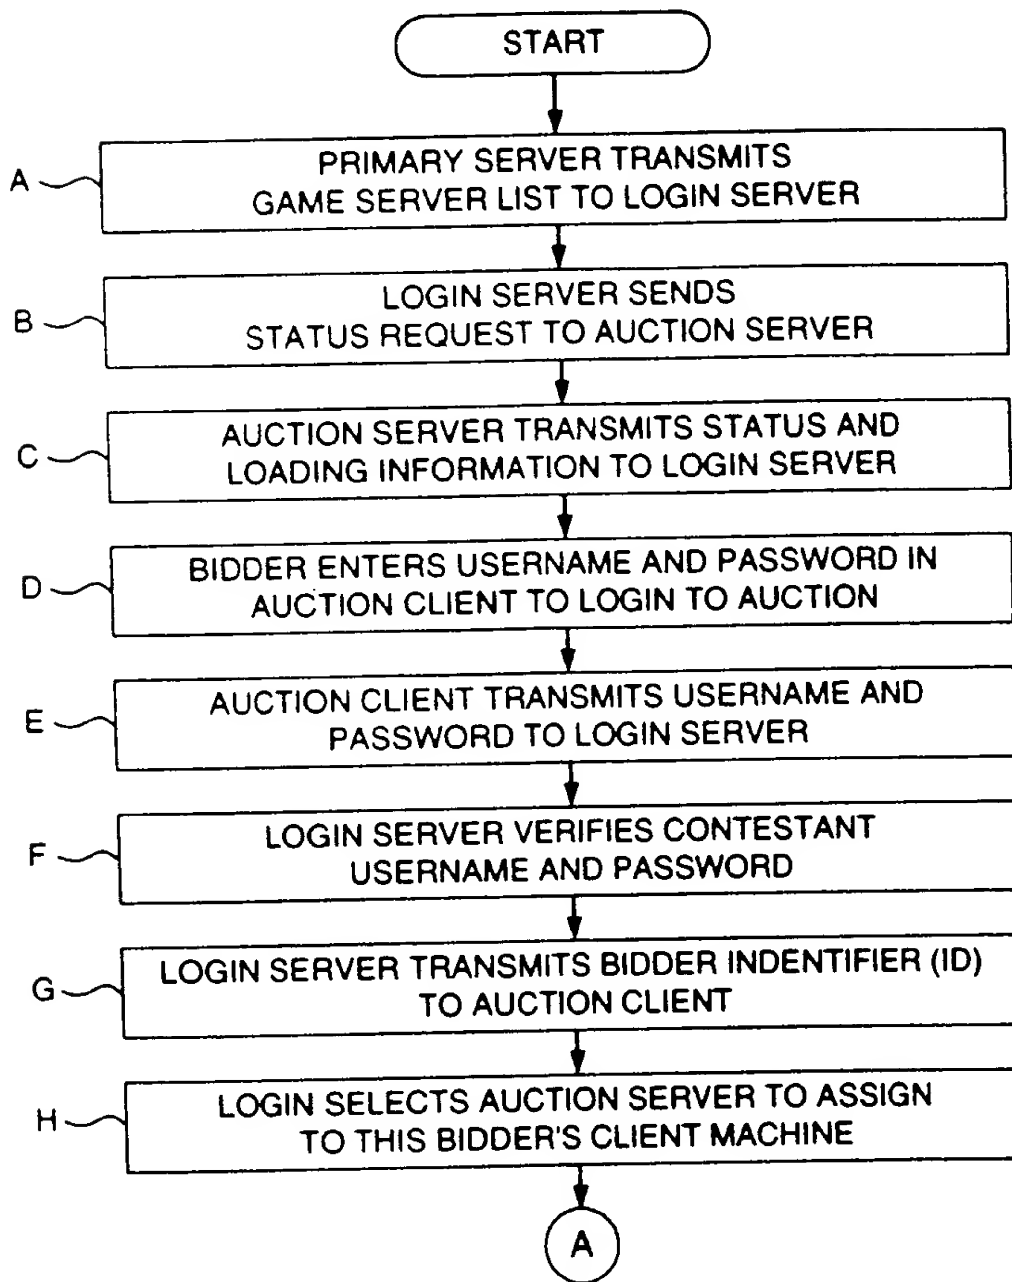 START
A
PRIMARY SERVER TRANSMITS
GAME SERVER LIST TO LOGIN SERVER
B
LOGIN SERVER SENDS
STATUS REQUEST TO AUCTION SERVER
C
AUCTION SERVER TRANSMITS STATUS AND
LOADING INFORMATION TO LOGIN SERVER
D
BIDDER ENTERS USERNAME AND PASSWORD IN
AUCTION CLIENT TO LOGIN TO AUCTION
E
AUCTION CLIENT TRANSMITS USERNAME AND
PASSWORD TO LOGIN SERVER
F
LOGIN SERVER VERIFIES CONTESTANT
USERNAME AND PASSWORD
G
LOGIN SERVER TRANSMITS BIDDER INDENTIFIER (ID)
TO AUCTION CLIENT
H
LOGIN SELECTS AUCTION SERVER TO ASSIGN
TO THIS BIDDER'S CLIENT MACHINE
A